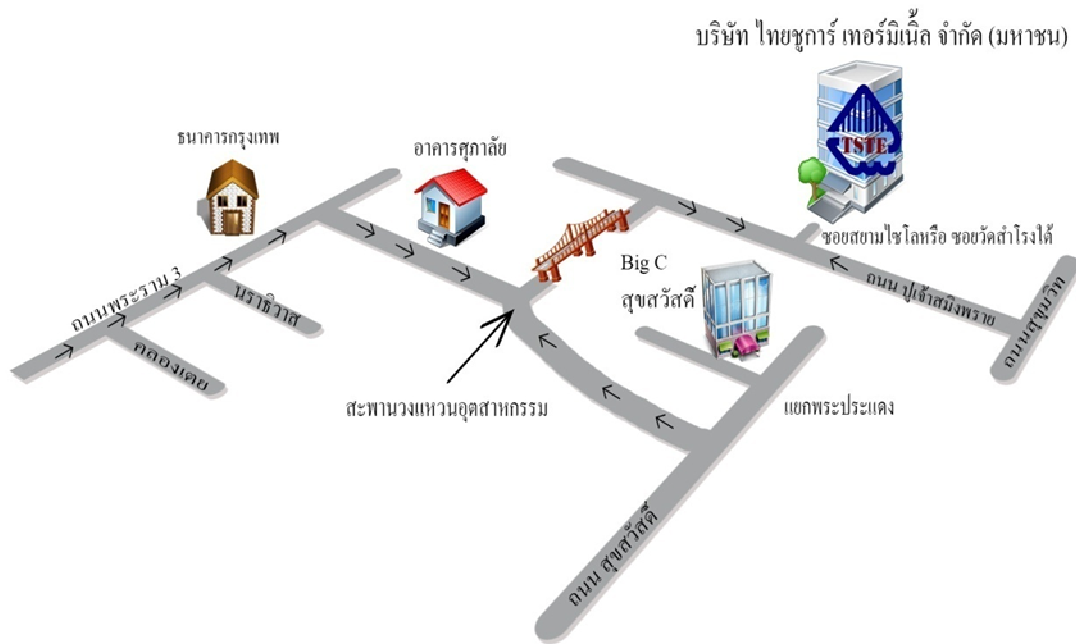 บริษัท ไทยชูการ์ เทอร์มิเนิ้ล จำกัด (มหาชน)
TSTE
ธนาคารกรุงเทพ
อาคารศุภาลัย
ซอยสยามไซโลหรือ ซอยวัดสำโรงใต้
Big C
สุขสวัสดิ์
ถนนพระราม 3
นราธิวาส
คลองเตย
ถนน ปู่เจ้าสมิงพราย
ถนนสุขุมวิท
สะพานวงแหวนอุตสาหกรรม
แยกพระประแดง
ถนน สุขสวัสดิ์